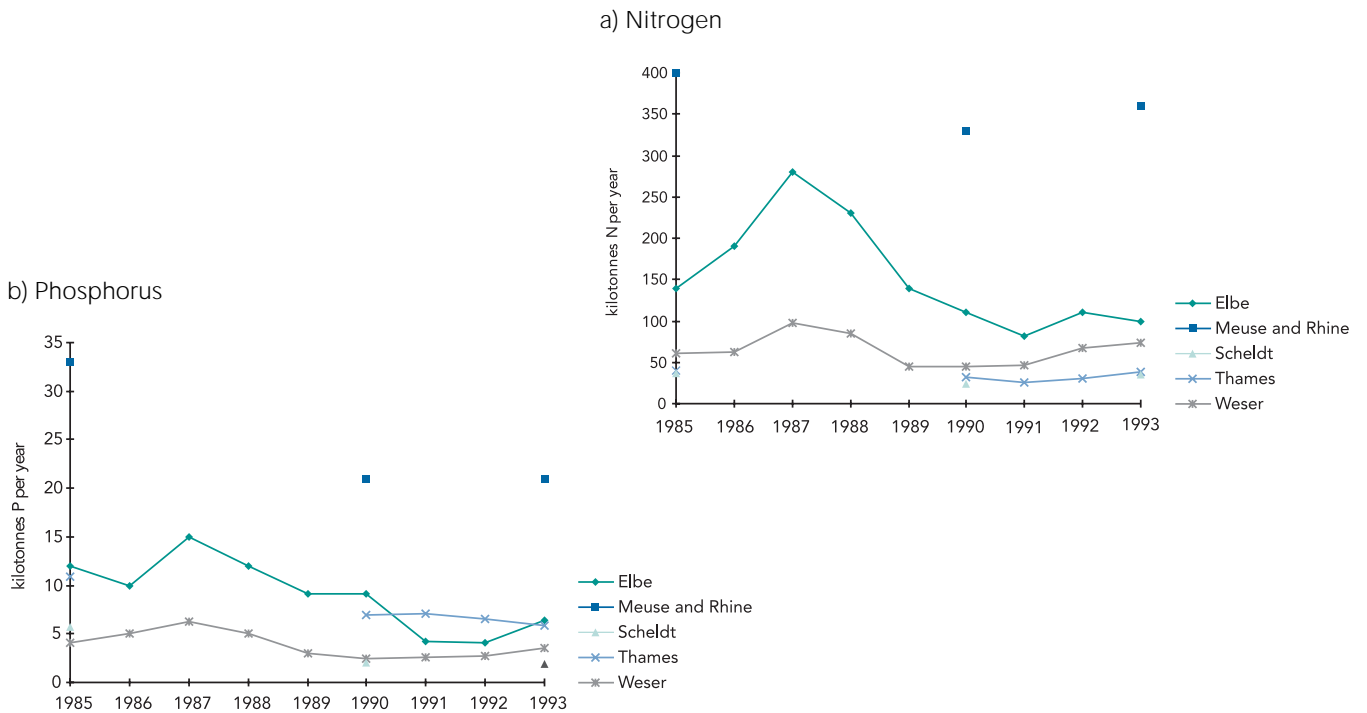 a) Nitrogen
kilotonnes N per year
400
350
300
250
200
150
100
50
0
1985 1986 1987 1988 1989 1990 1991 1992 1993
Elbe
Meuse and Rhine
Scheldt
Thames
Weser
b) Phosphorus
kilotonnes P per year
35
30
25
20
15
10
5
0
1985 1986 1987 1988 1989 1990 1991 1992 1993
Elbe
Meuse and Rhine
Scheldt
Thames
Weser